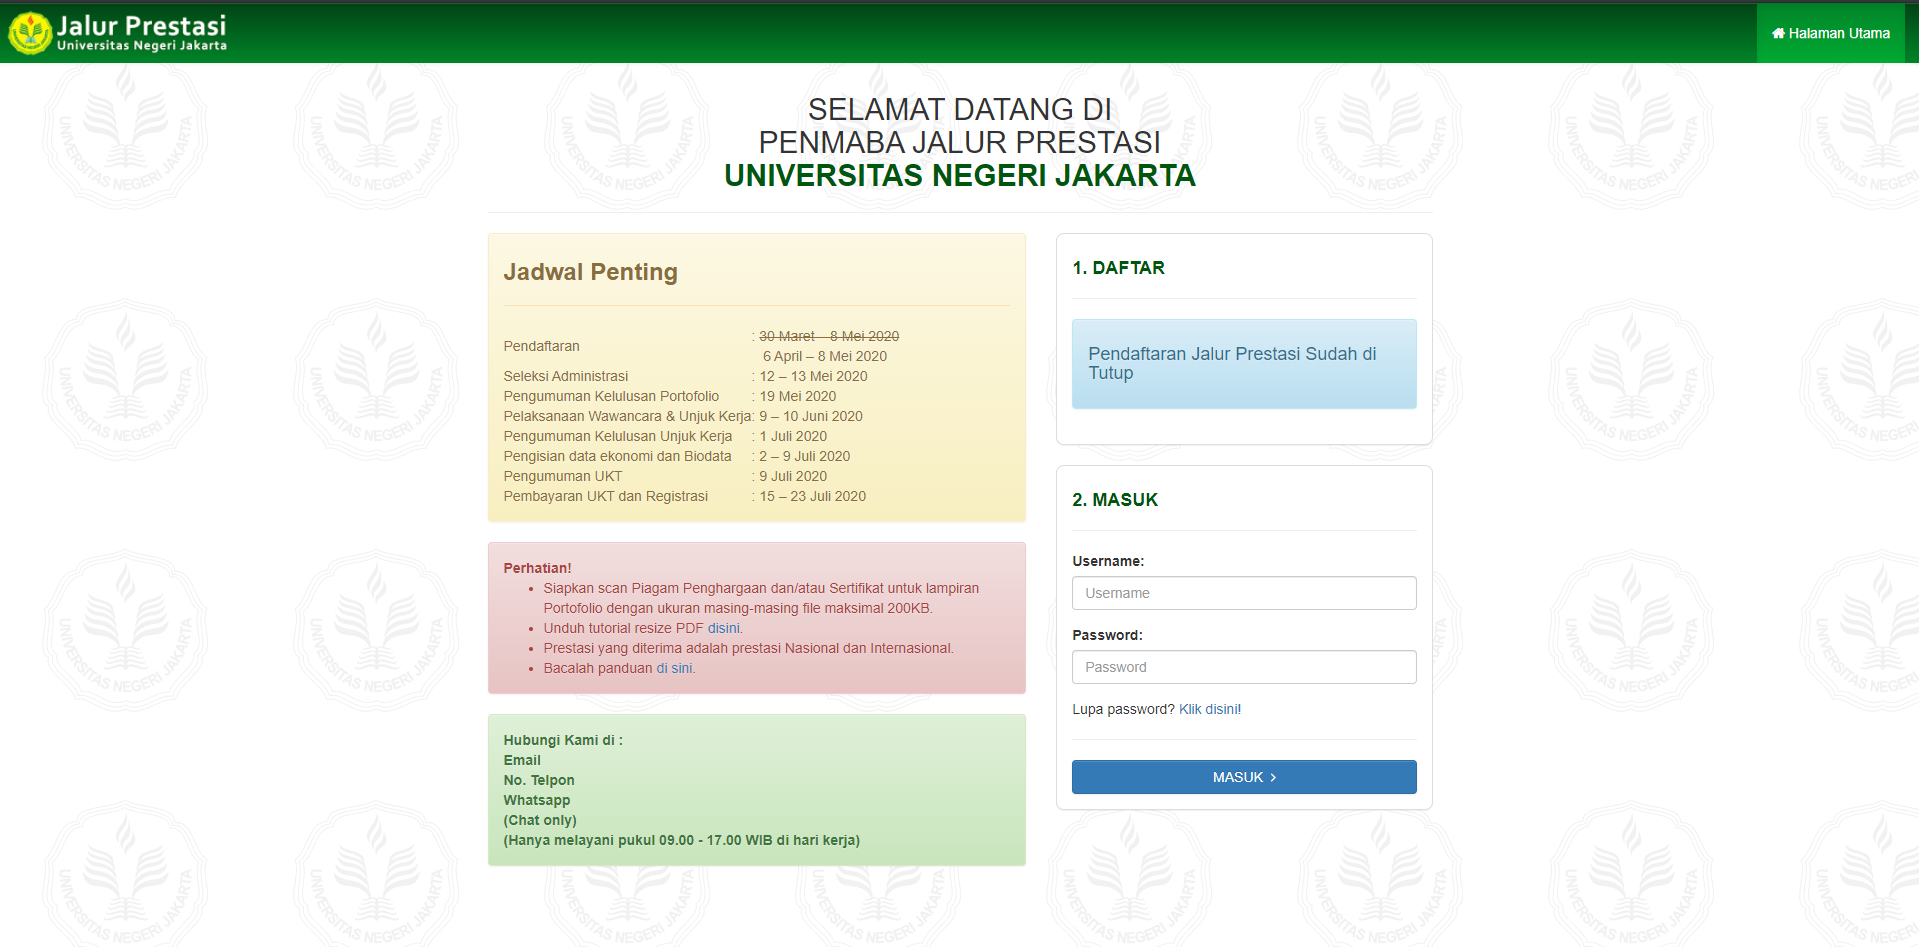 Jalur Prestasi
Universitas Negeri Jakarta
Halaman Utama
SELAMAT DATANG DI
PENMABA JALUR PRESTASI
UNIVERSITAS NEGERI JAKARTA
Jadwal Penting
Pendaftaran : 30 Maret – 8 Mei 2020
6 April – 8 Mei 2020
Seleksi Administrasi : 12 – 13 Mei 2020
Pengumuman Kelulusan Portofolio : 19 Mei 2020
Pelaksanaan Wawancara & Unjuk Kerja: 9 – 10 Juni 2020
Pengumuman Kelulusan Unjuk Kerja : 1 Juli 2020
Pengisian data ekonomi dan Biodata : 2 – 9 Juli 2020
Pengumuman UKT : 9 Juli 2020
Pembayaran UKT dan Registrasi : 15 – 23 Juli 2020
Perhatian!
• Siapkan scan Piagam Penghargaan dan/atau Sertifikat untuk lampiran
Portofolio dengan ukuran masing-masing file maksimal 200KB.
• Unduh tutorial resize PDF disini.
• Prestasi yang diterima adalah prestasi Nasional dan Internasional.
• Bacalah panduan di sini.
Hubungi Kami di :
Email
No. Telpon
Whatsapp
(Chat only)
(Hanya melayani pukul 09.00 - 17.00 WIB di hari kerja)
1. DAFTAR
Pendaftaran Jalur Prestasi Sudah di
Tutup
2. MASUK
Username:
Username
Password:
Password
Lupa password? Klik disini!
MASUK >
UNIVERSITAS NEGERI JAKARTA